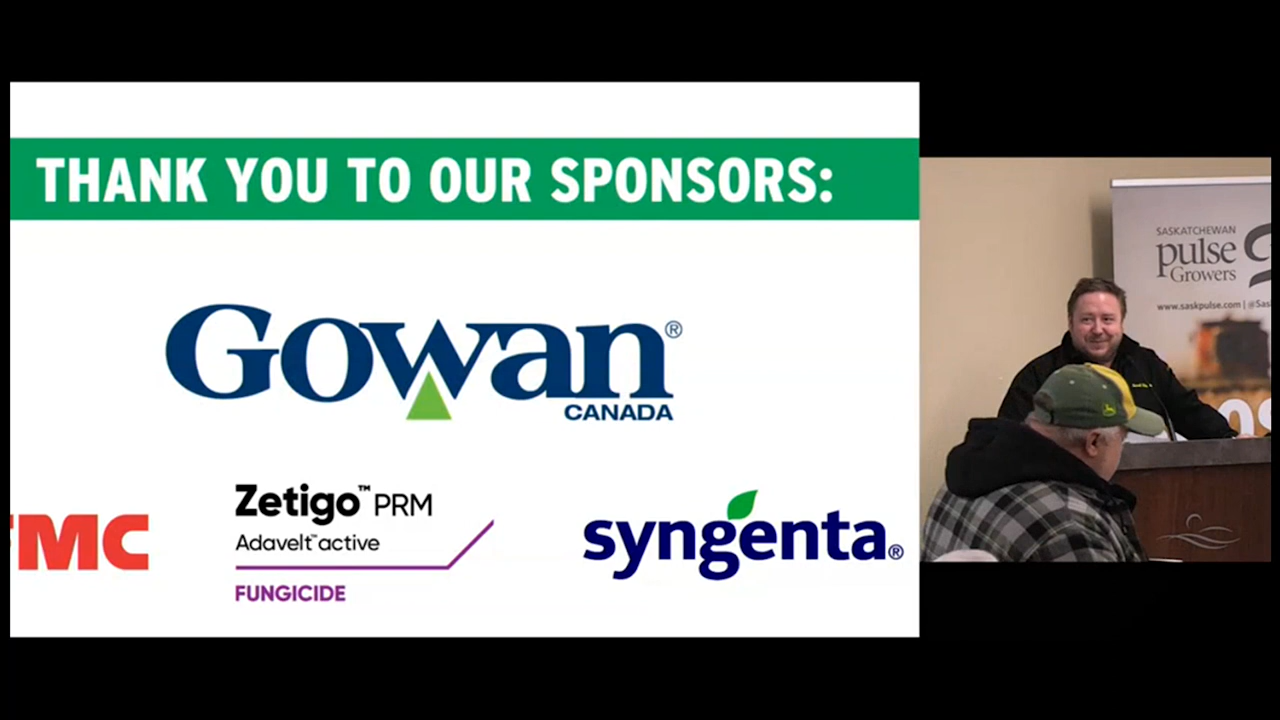 THANK YOU TO OUR SPONSORS:
Gowan®
CANADA
FMC
Zetigo™ PRM
Adavelt™ active
FUNGICIDE
syngenta®
SASKATCHEWAN
pulse
Growers
www.saskpulse.com | @Sas